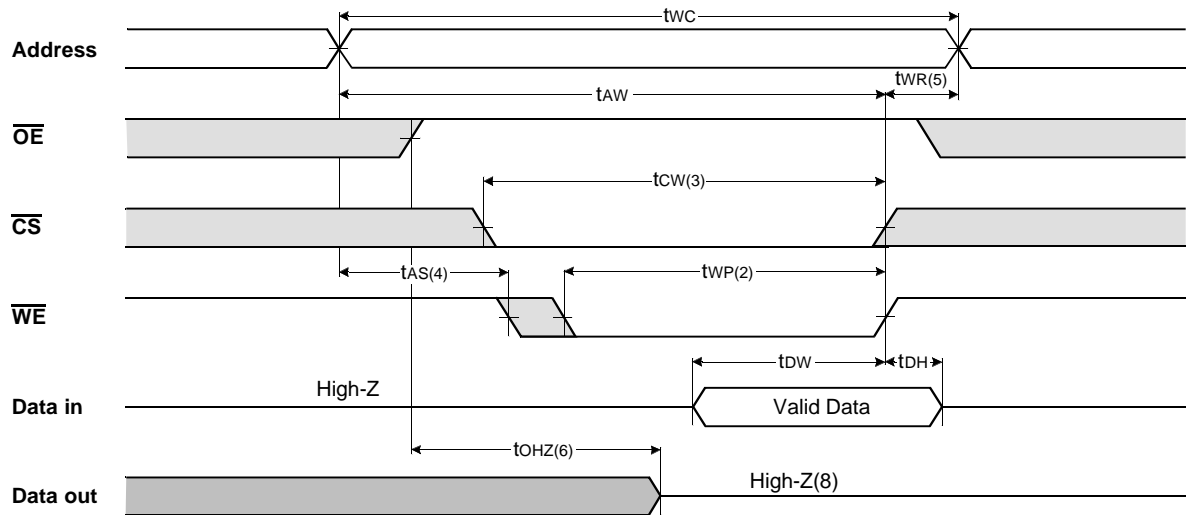 tWC
Address
tWR(5)
tAW
OE
tCW(3)
CS
tAS(4)
tWP(2)
WE
tDW
tDH
High-Z
Data in
Valid Data
tOHZ(6)
High-Z(8)
Data out